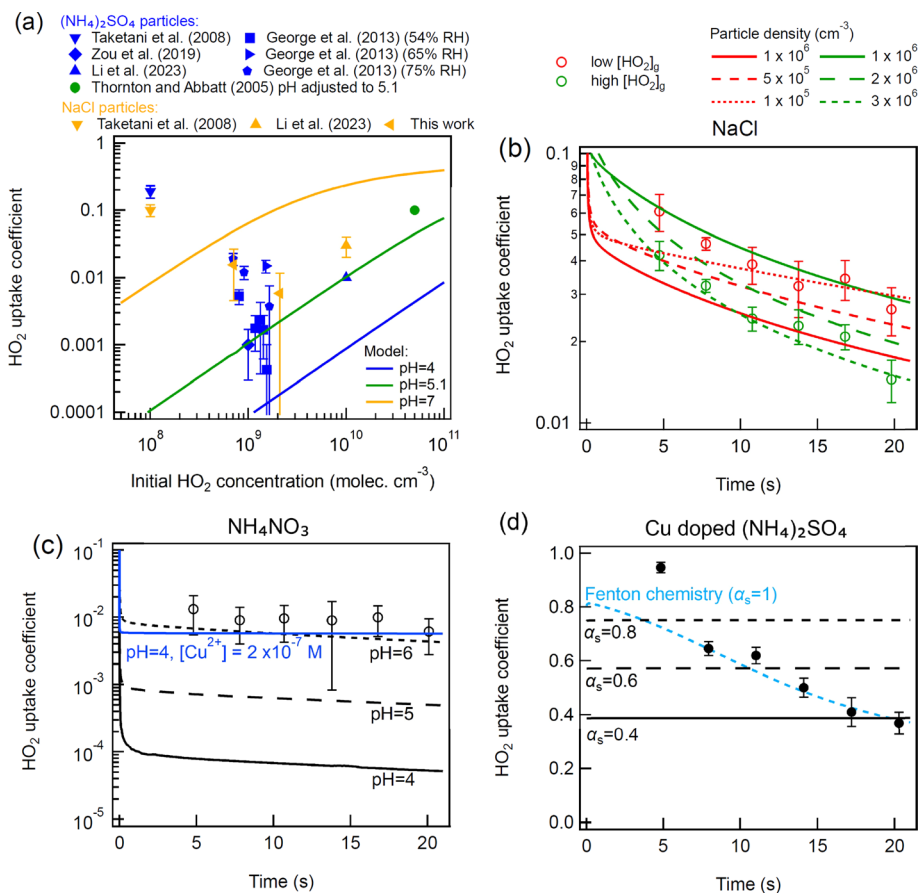 (a)
(NH₄)₂SO₄ particles:
Taketani et al. (2008)
George et al. (2013) (54% RH)
Zou et al. (2019)
George et al. (2013) (65% RH)
Li et al. (2023)
George et al. (2013) (75% RH)
Thornton and Abbatt (2005) pH adjusted to 5.1
NaCl particles:
Taketani et al. (2008)
Li et al. (2023)
This work
HO₂ uptake coefficient
1
0.1
0.01
0.001
0.0001
Model:
pH=4
pH=5.1
pH=7
10⁸
10⁹
10¹⁰
10¹¹
Initial HO₂ concentration (molec. cm⁻³)
low [HO₂]g
high [HO₂]g
Particle density (cm⁻³)
1 x 10⁶
1 x 10⁶
5 x 10⁵
2 x 10⁶
1 x 10⁵
3 x 10⁶
(b)
NaCl
HO₂ uptake coefficient
0.1
9
8
7
6
5
4
3
2
0.01
0
5
10
15
20
Time (s)
(c)
NH₄NO₃
HO₂ uptake coefficient
10⁻¹
10⁻²
10⁻³
10⁻⁴
10⁻⁵
pH=4, [Cu²⁺] = 2 x10⁻⁷ M
pH=6
pH=5
pH=4
0
5
10
15
20
Time (s)
(d)
Cu doped (NH₄)₂SO₄
HO₂ uptake coefficient
1.0
0.8
0.6
0.4
0.2
0.0
Fenton chemistry (αs=1)
αs=0.8
αs=0.6
αs=0.4
0
5
10
15
20
Time (s)